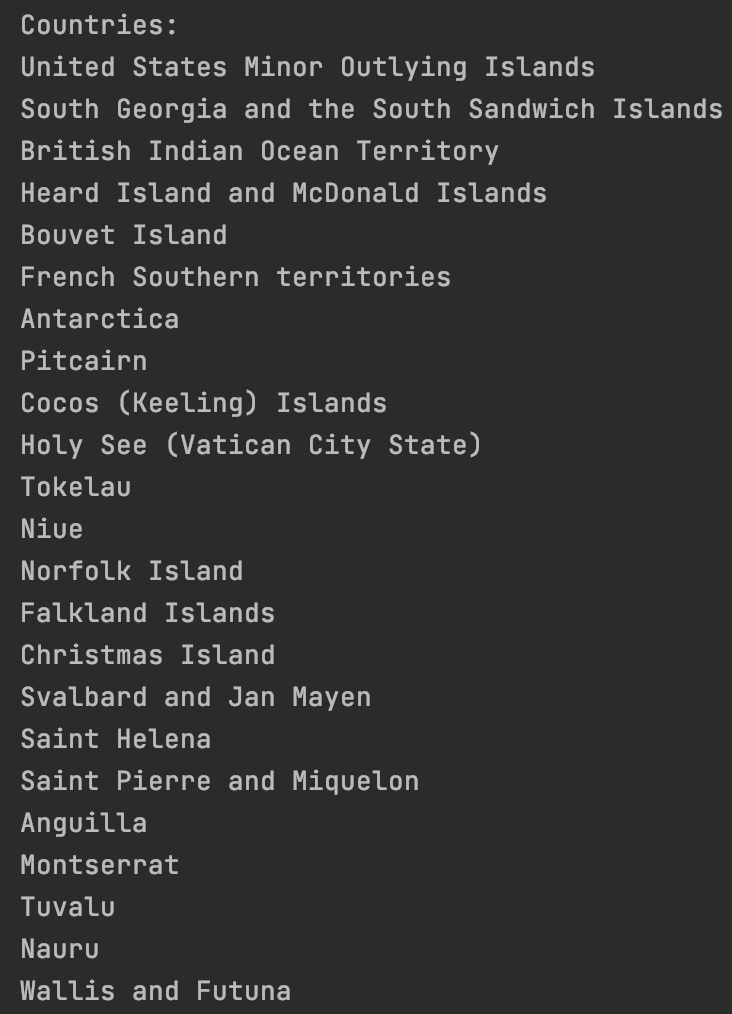 Countries:
United States Minor Outlying Islands
South Georgia and the South Sandwich Islands
British Indian Ocean Territory
Heard Island and McDonald Islands
Bouvet Island
French Southern territories
Antarctica
Pitcairn
Cocos (Keeling) Islands
Holy See (Vatican City State)
Tokelau
Niue
Norfolk Island
Falkland Islands
Christmas Island
Svalbard and Jan Mayen
Saint Helena
Saint Pierre and Miquelon
Anguilla
Montserrat
Tuvalu
Nauru
Wallis and Futuna